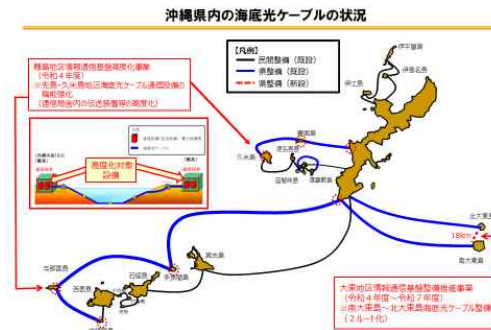 沖縄県内の海底光ケーブルの状況
【凡例】
民間整備（既設）
県整備（既設）
県整備（新設）
離島地区情報通信基盤高度化事業
（令和４年度）
※先島・久米島地区海底光ケーブル通信設備の
機能強化
（通信局舎内の伝送装置等の高度化）
高度化対象
設備
伊平屋島
伊是名島
伊江島
粟国島
久米島
渡名喜島
座間味島
渡嘉敷島
北大東島
18km
南大東島
宮古島
多良間島
石垣島
西表島
与那国島
大東地区情報通信基盤整備推進事業
（令和４年度～令和７年度）
※南大東島～北大東島海底光ケーブル整備
（２ルート化）